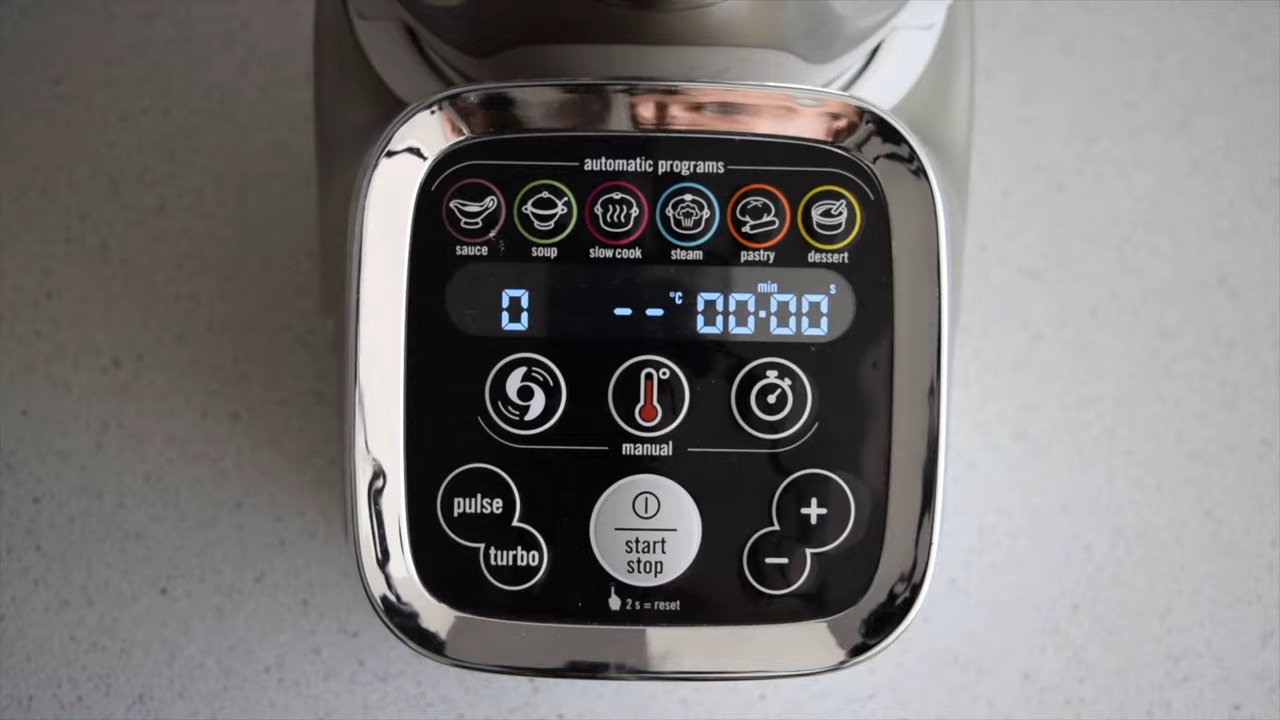 automatic programs
sauce soup slow cook steam pastry dessert
min s
0 -- °C 00:00
manual
pulse
turbo
start
stop
+
-
2 s = reset